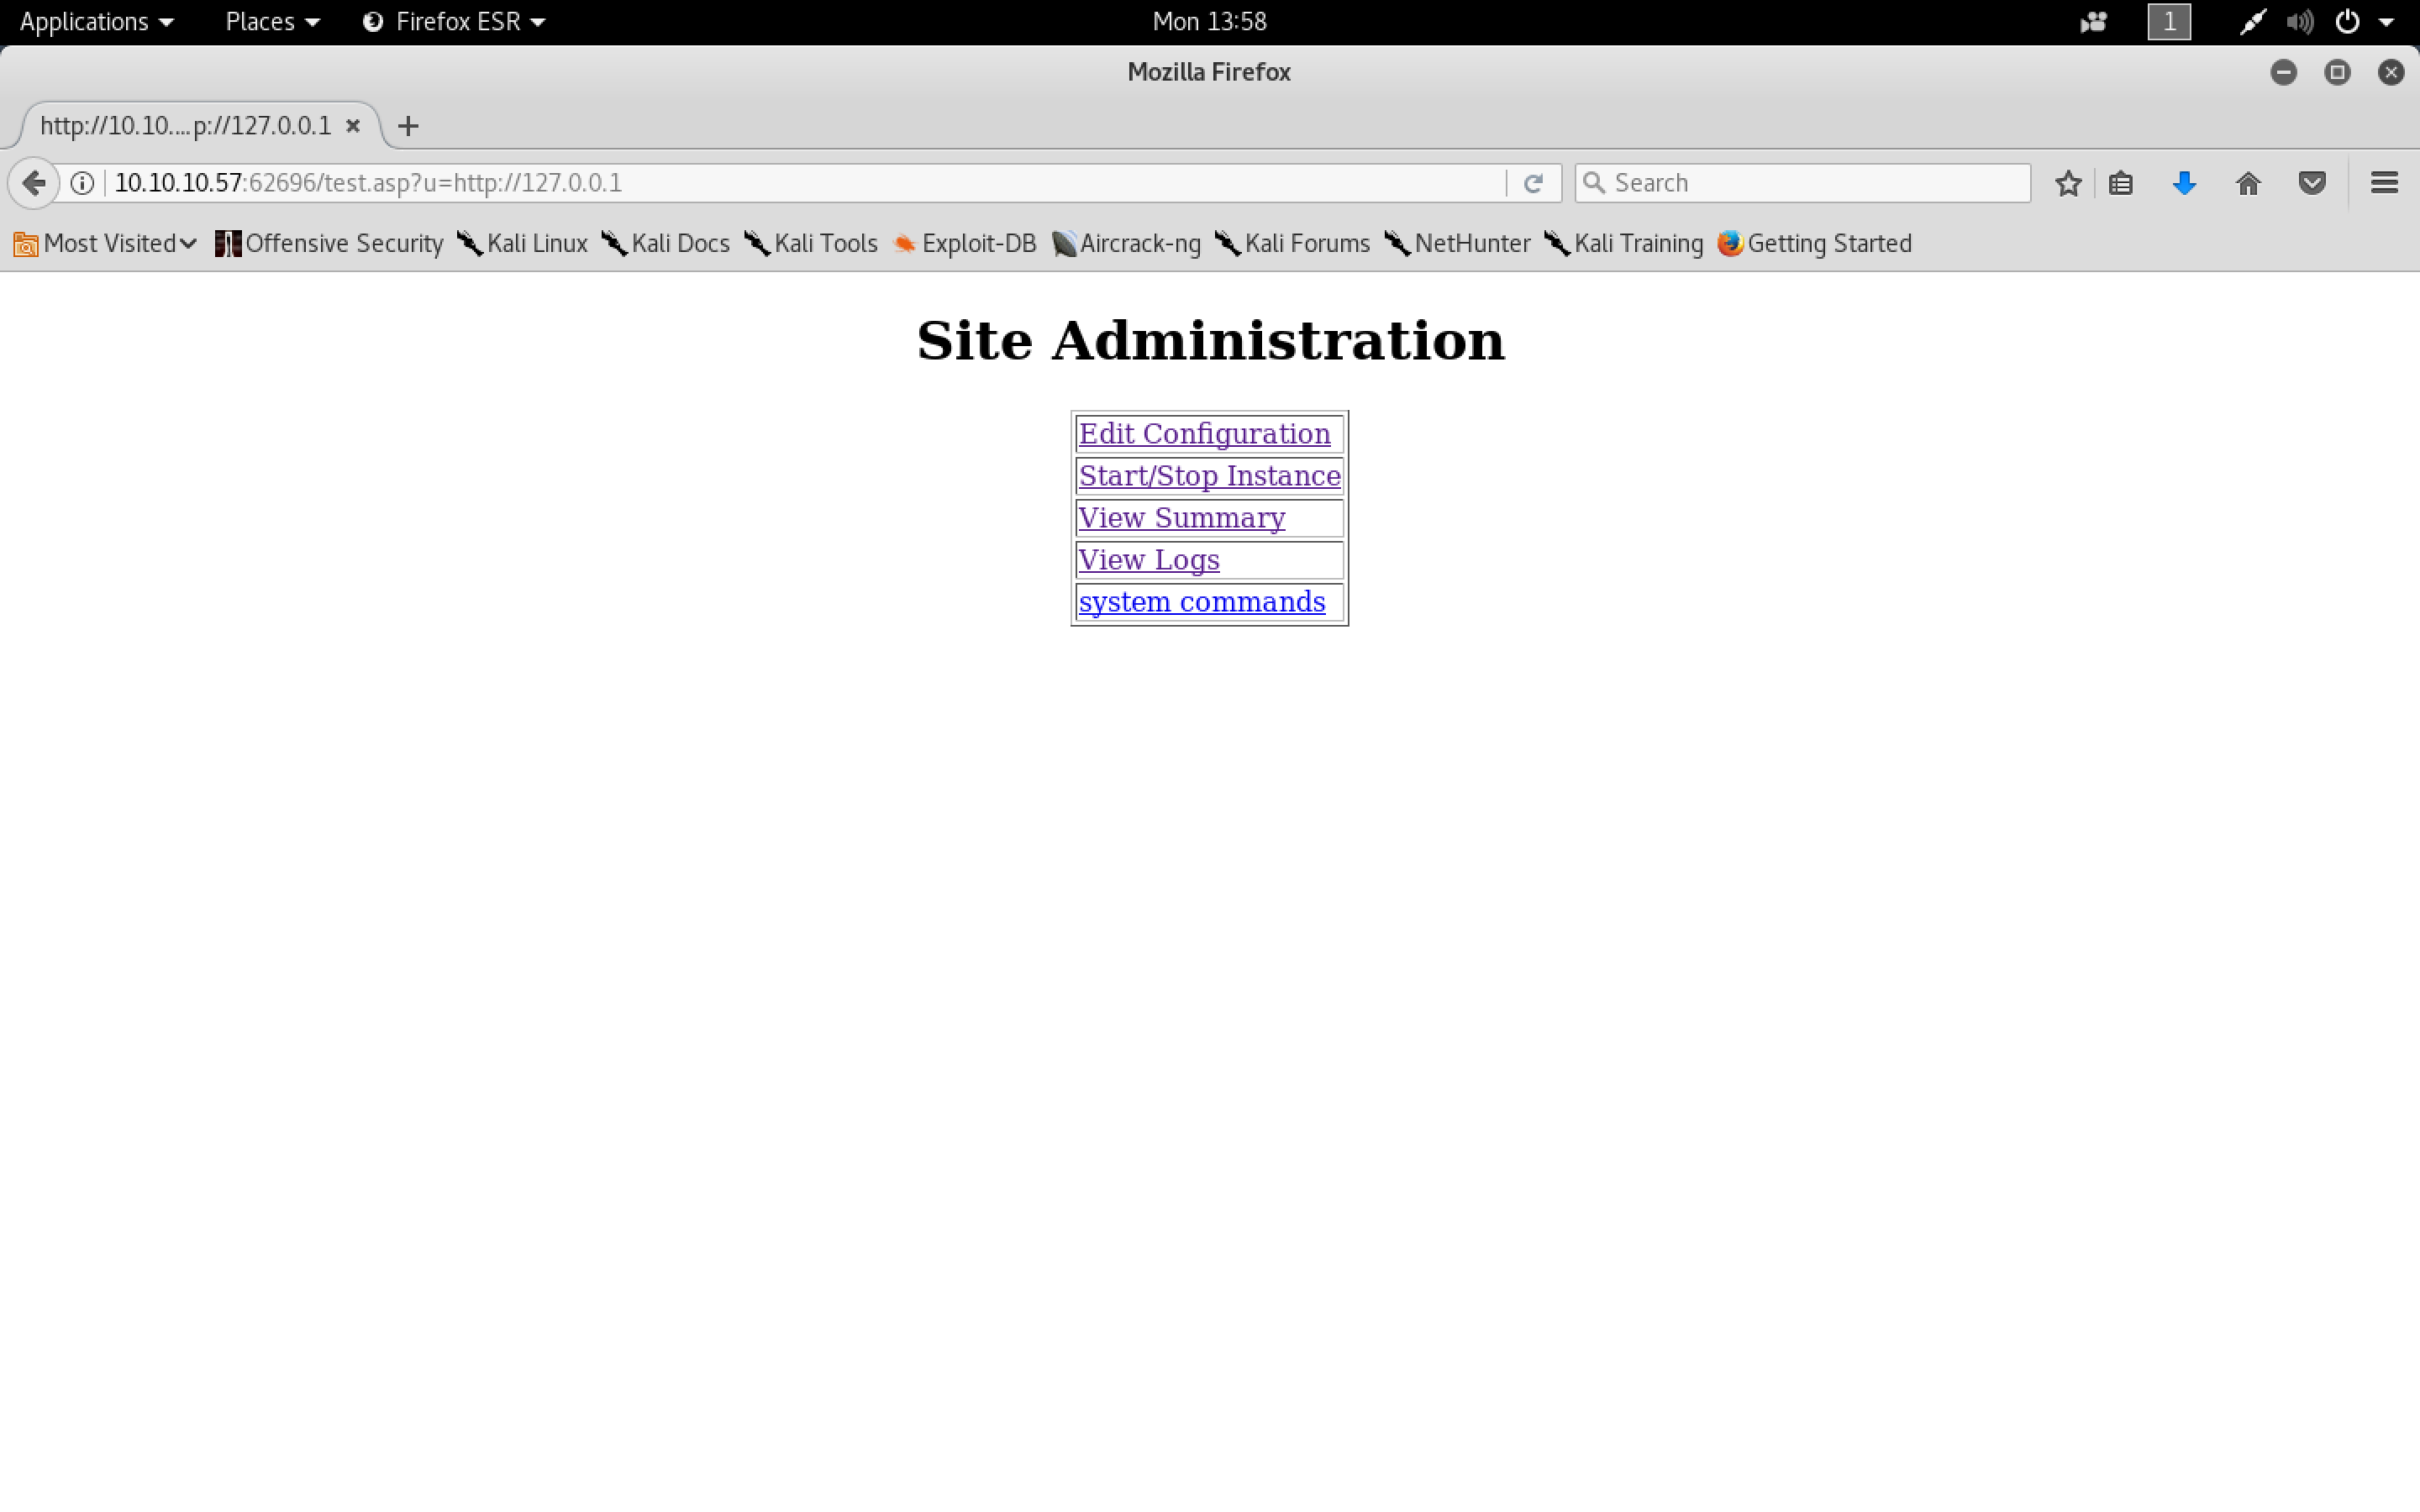 Applications Places Firefox ESR Mon 13:58 1
Mozilla Firefox
http://10.10....p://127.0.0.1
10.10.10.57:62696/test.asp?u=http://127.0.0.1 Search
Most Visited Offensive Security Kali Linux Kali Docs Kali Tools Exploit-DB Aircrack-ng Kali Forums NetHunter Kali Training Getting Started
Site Administration
Edit Configuration
Start/Stop Instance
View Summary
View Logs
system commands